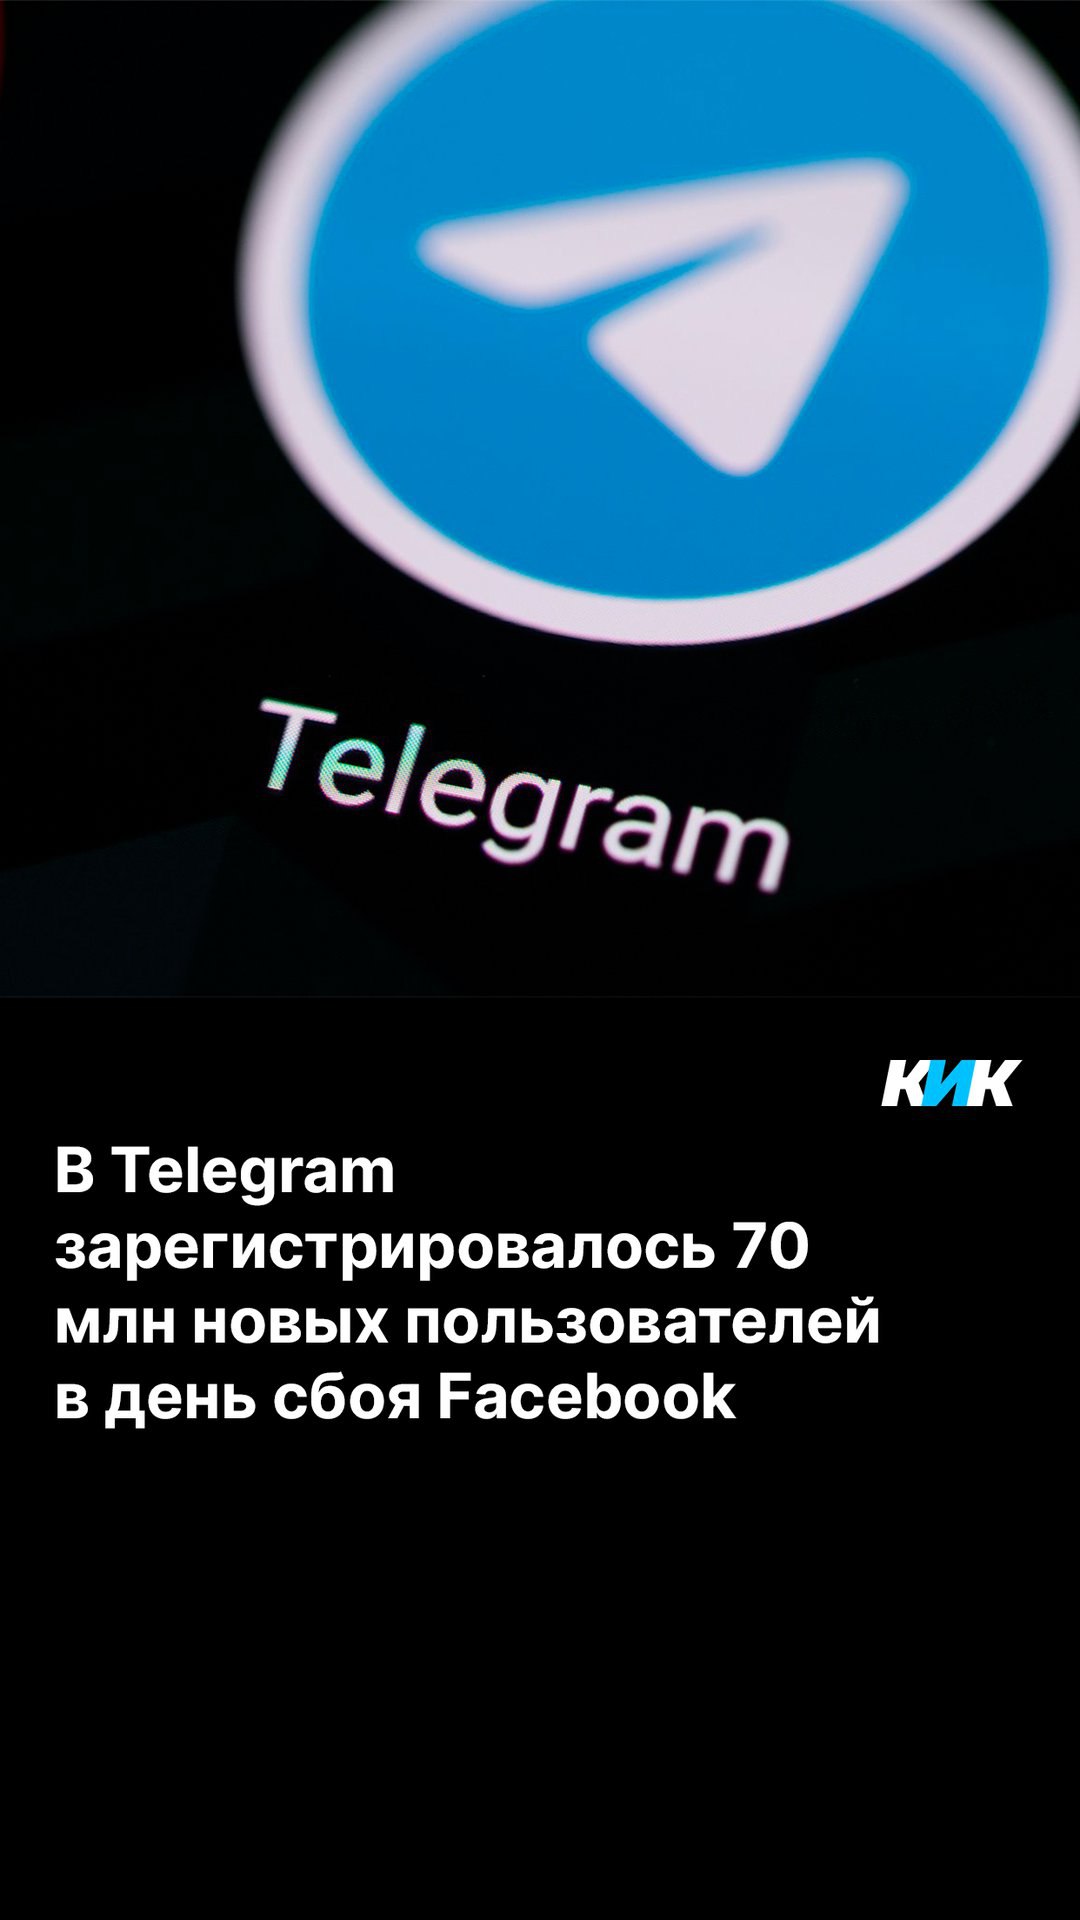 Telegram
КИК
В Telegram
зарегистрировалось 70
млн новых пользователей
в день сбоя Facebook